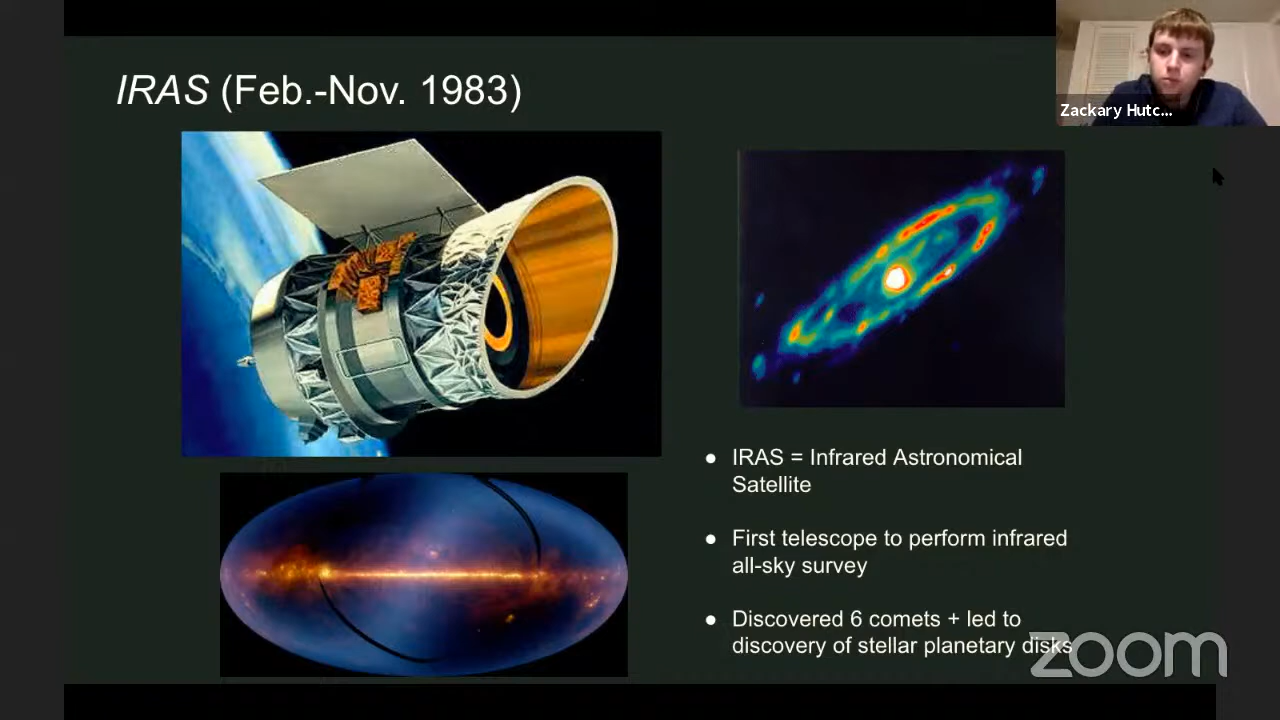 IRAS (Feb.-Nov. 1983)
Zackary Hutc...
● IRAS = Infrared Astronomical
Satellite
● First telescope to perform infrared
all-sky survey
● Discovered 6 comets + led to
discovery of stellar planetary disks
zoom